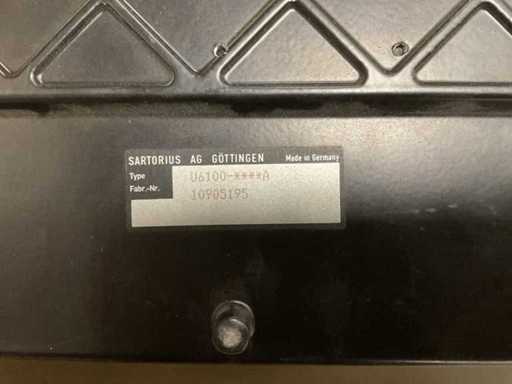 SARTORIUS AG GÖTTINGEN Made in Germany
Type U6100-****A
Fabr.-Nr. 10905195